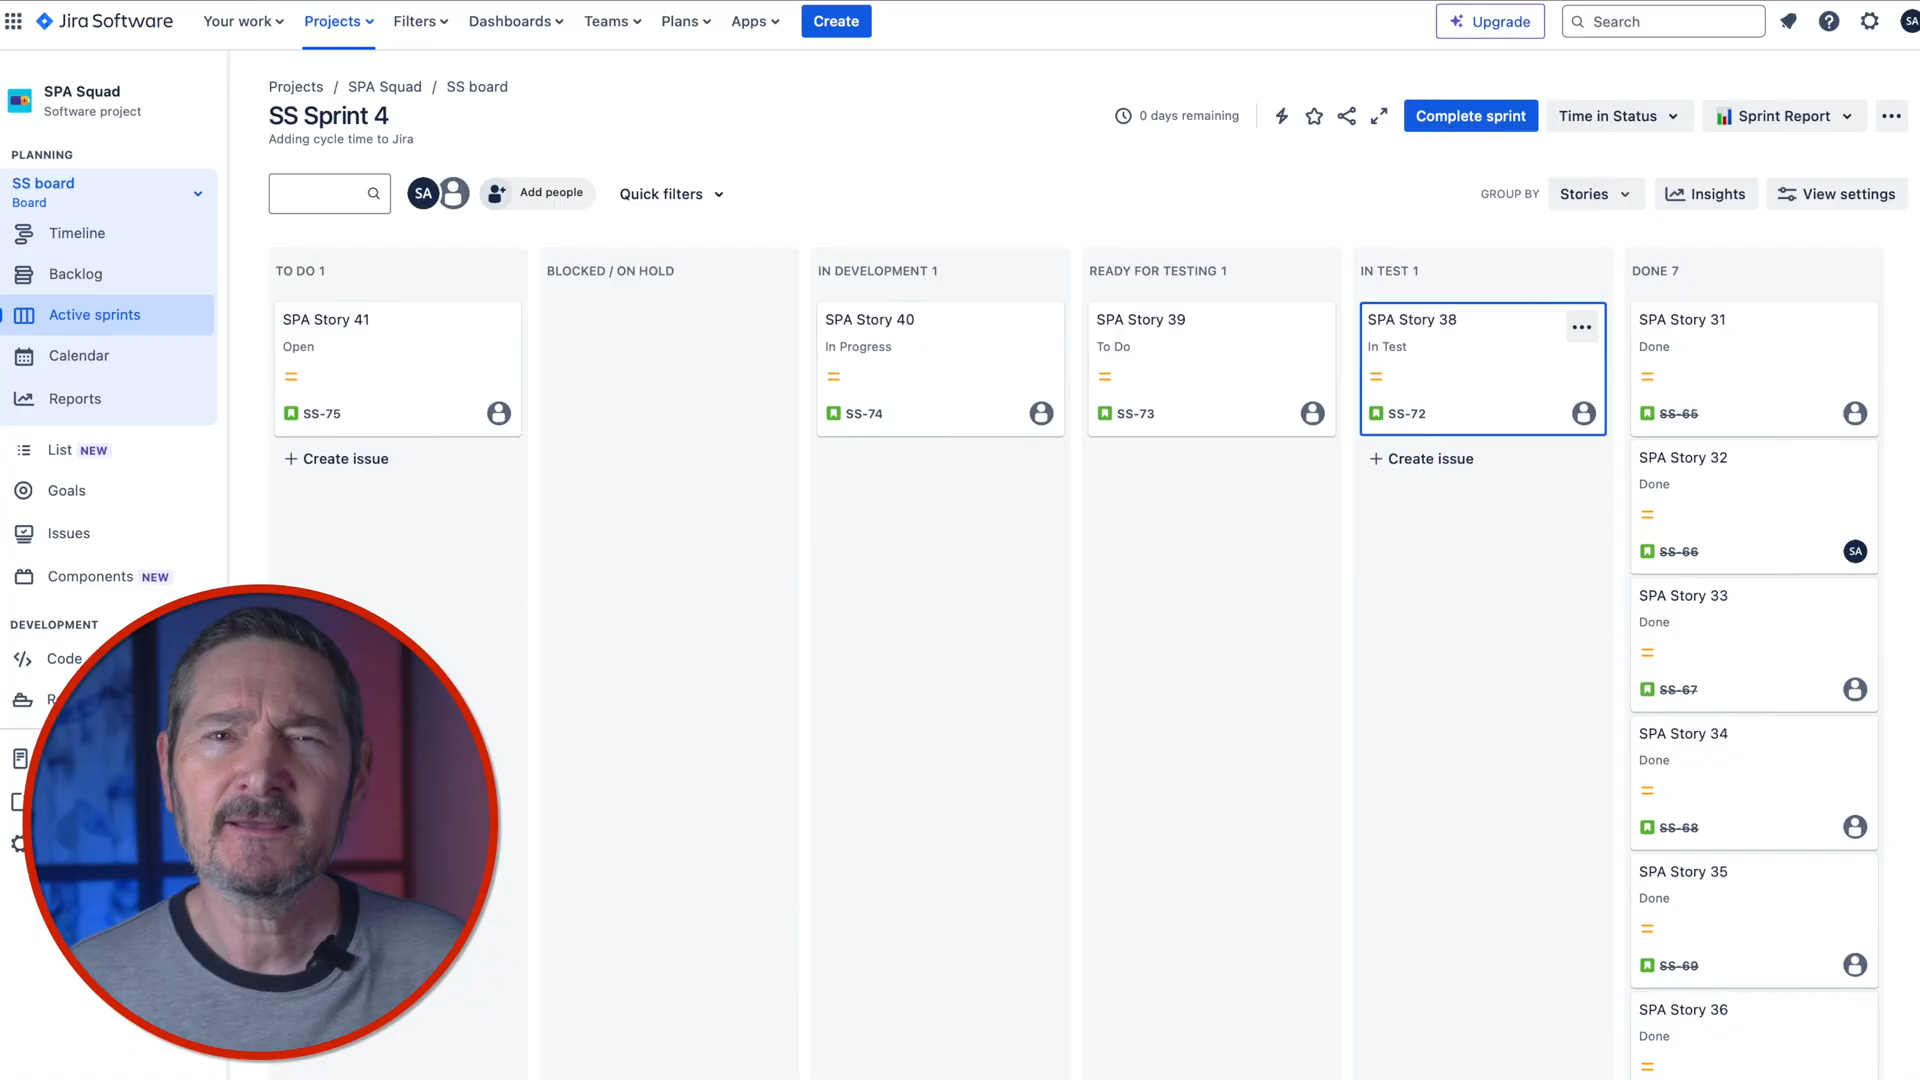 Jira Software
Your work
Projects
Filters
Dashboards
Teams
Plans
Apps
Create
Upgrade
Search
SA
SPA Squad
Software project
PLANNING
SS board
Board
Timeline
Backlog
Active sprints
Calendar
Reports
List NEW
Goals
Issues
Components NEW
DEVELOPMENT
Code
Projects / SPA Squad / SS board
SS Sprint 4
Adding cycle time to Jira
0 days remaining
Complete sprint
Time in Status
Sprint Report
SA
Add people
Quick filters
GROUP BY
Stories
Insights
View settings
TO DO 1
SPA Story 41
Open
SS-75
+ Create issue
BLOCKED / ON HOLD
IN DEVELOPMENT 1
SPA Story 40
In Progress
SS-74
READY FOR TESTING 1
SPA Story 39
To Do
SS-73
IN TEST 1
SPA Story 38
In Test
SS-72
+ Create issue
DONE 7
SPA Story 31
Done
SS-65
SPA Story 32
Done
SS-66
SA
SPA Story 33
Done
SS-67
SPA Story 34
Done
SS-68
SPA Story 35
Done
SS-69
SPA Story 36
Done